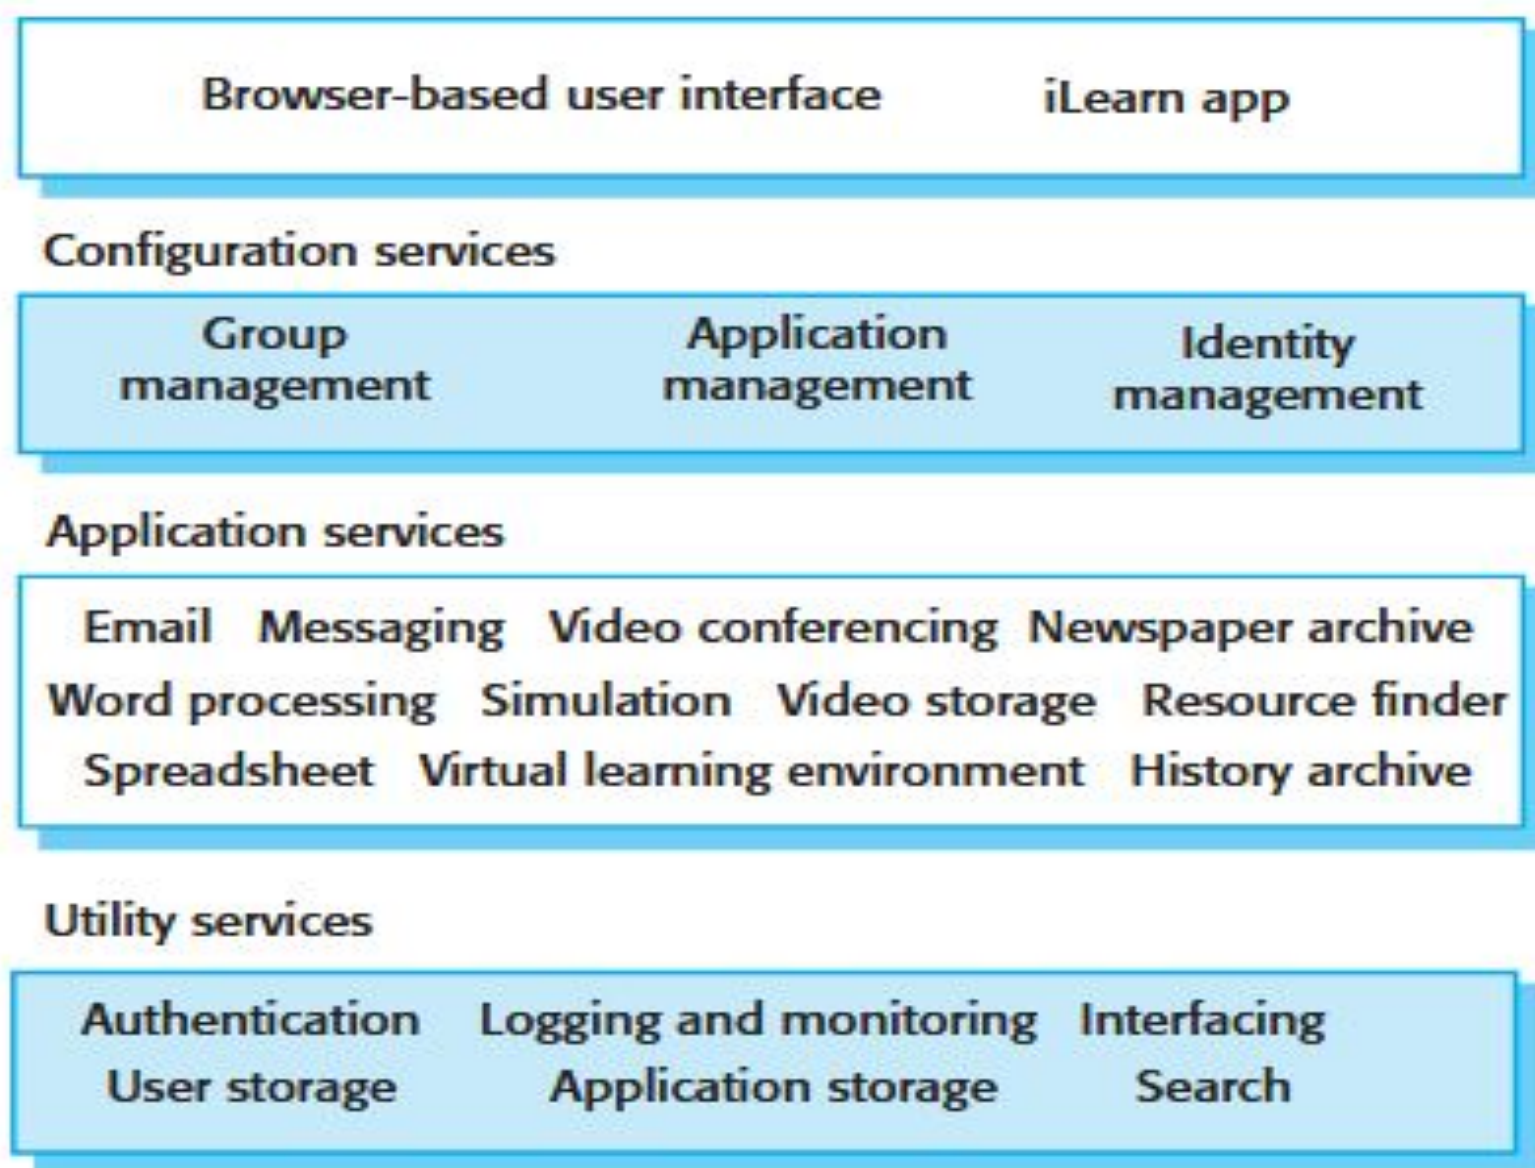 Browser-based user interface iLearn app
Configuration services
Group management Application management Identity management
Application services
Email Messaging Video conferencing Newspaper archive
Word processing Simulation Video storage Resource finder
Spreadsheet Virtual learning environment History archive
Utility services
Authentication Logging and monitoring Interfacing
User storage Application storage Search